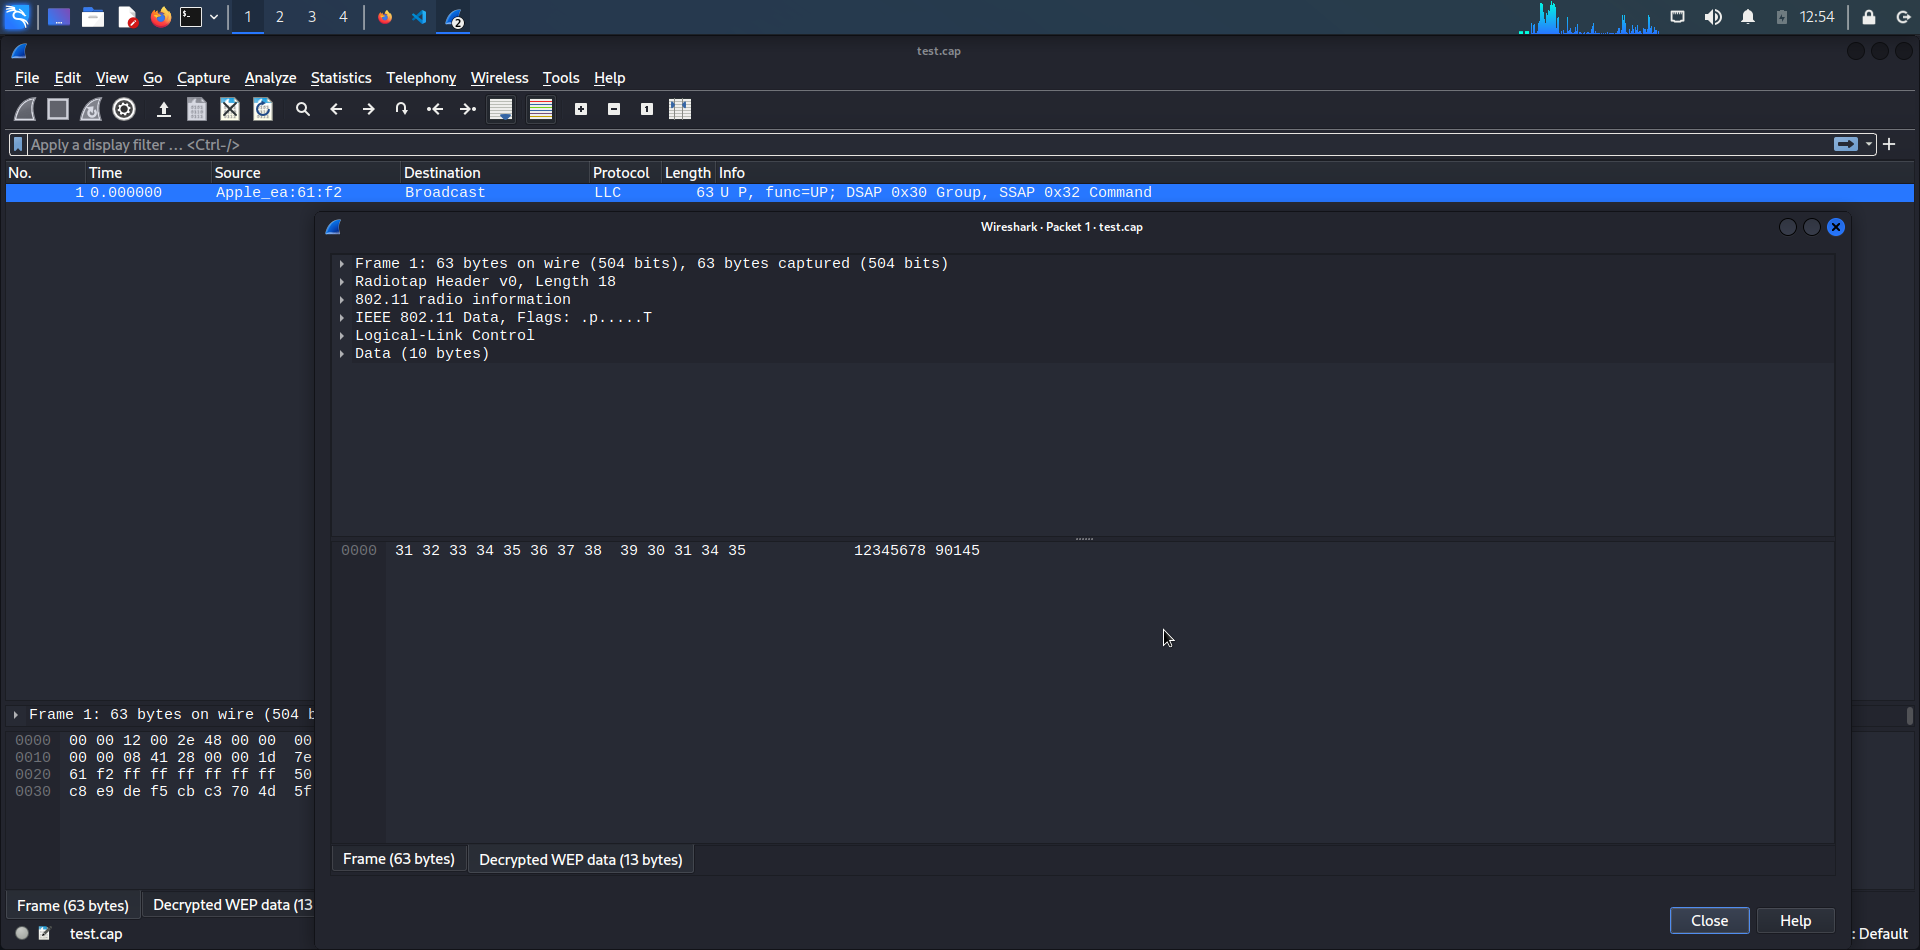 1 2 3 4 2 12:54
test.cap
File Edit View Go Capture Analyze Statistics Telephony Wireless Tools Help
Apply a display filter … <Ctrl-/>
No. Time Source Destination Protocol Length Info
1 0.000000 Apple_ea:61:f2 Broadcast LLC 63 U P, func=UP; DSAP 0x30 Group, SSAP 0x32 Command
Wireshark · Packet 1 · test.cap
Frame 1: 63 bytes on wire (504 bits), 63 bytes captured (504 bits)
Radiotap Header v0, Length 18
802.11 radio information
IEEE 802.11 Data, Flags: .p.....T
Logical-Link Control
Data (10 bytes)
0000 31 32 33 34 35 36 37 38 39 30 31 34 35 12345678 90145
Frame (63 bytes) Decrypted WEP data (13 bytes)
Close Help
Frame 1: 63 bytes on wire (504 b
0000 00 00 12 00 2e 48 00 00 00
0010 00 00 08 41 28 00 00 1d 7e
0020 61 f2 ff ff ff ff ff ff 50
0030 c8 e9 de f5 cb c3 70 4d 5f
Frame (63 bytes) Decrypted WEP data (13
test.cap : Default